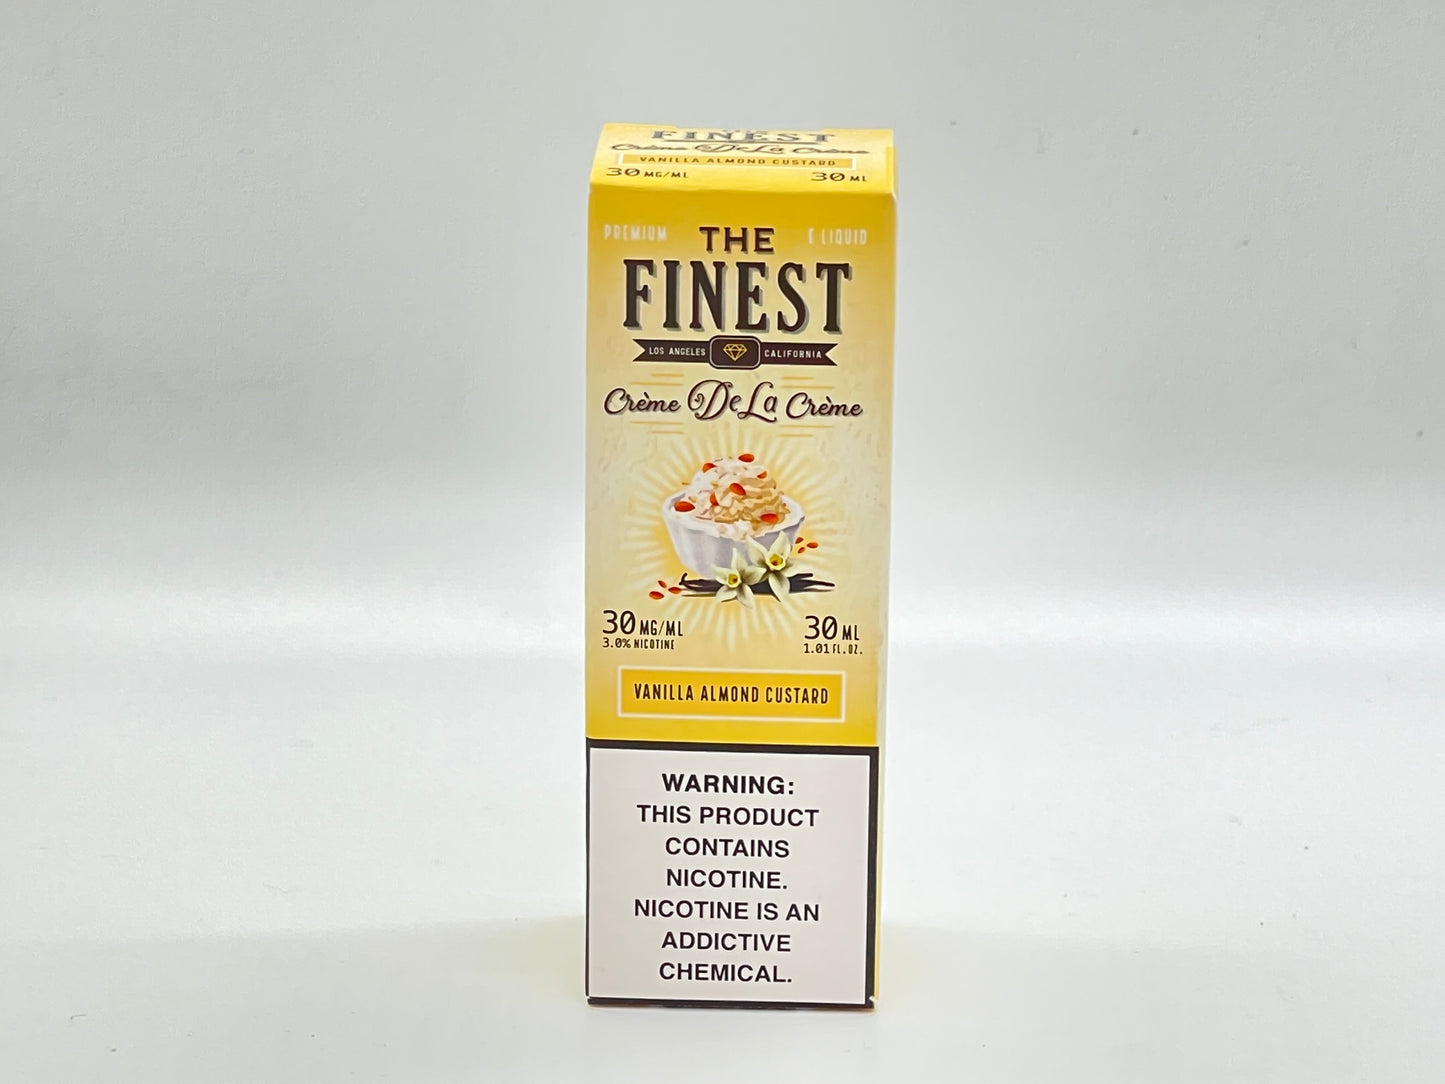 FINEST
Crème De La Crème
VANILLA ALMOND CUSTARD
30 MG/ML 30 ML
PREMIUM THE E LIQUID
FINEST
LOS ANGELES CALIFORNIA
Crème De La Crème
30 MG/ML 30 ML
3.0% NICOTINE 1.01 FL. OZ.
VANILLA ALMOND CUSTARD
WARNING:
THIS PRODUCT
CONTAINS
NICOTINE.
NICOTINE IS AN
ADDICTIVE
CHEMICAL.